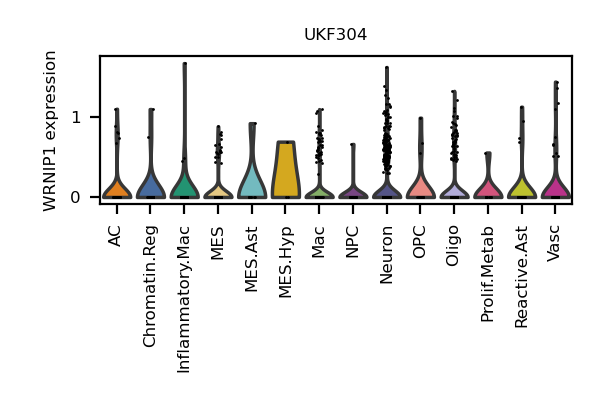 UKF304
WRNIP1 expression
1
0
AC
Chromatin.Reg
Inflammatory.Mac
MES
MES.Ast
MES.Hyp
Mac
NPC
Neuron
OPC
Oligo
Prolif.Metab
Reactive.Ast
Vasc